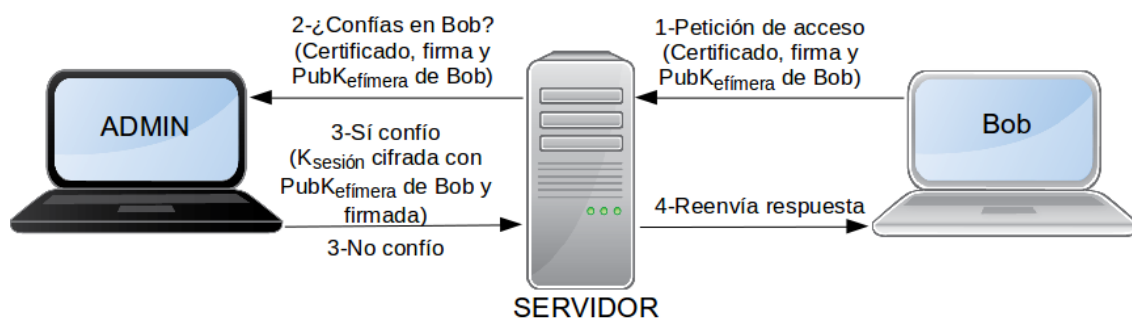 2-¿Confías en Bob?
(Certificado, firma y
PubKefímera de Bob)
1-Petición de acceso
(Certificado, firma y
PubKefímera de Bob)
ADMIN
Bob
3-Sí confío
(Ksesión cifrada con
PubKefímera de Bob y
firmada)
3-No confío
4-Reenvía respuesta
SERVIDOR